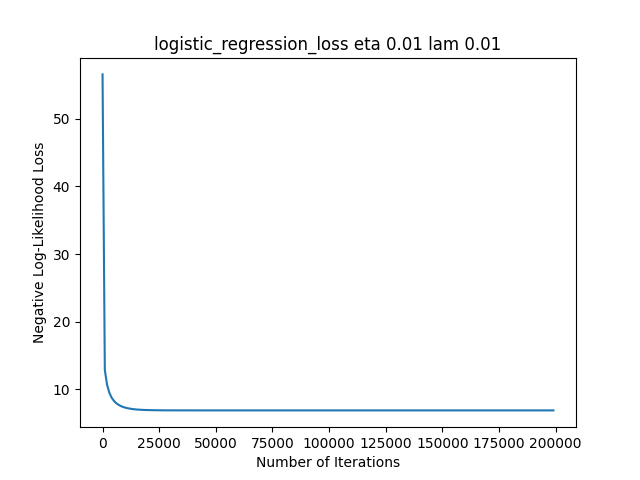 logistic_regression_loss eta 0.01 lam 0.01
Negative Log-Likelihood Loss
50
40
30
20
10
0 25000 50000 75000 100000 125000 150000 175000 200000
Number of Iterations